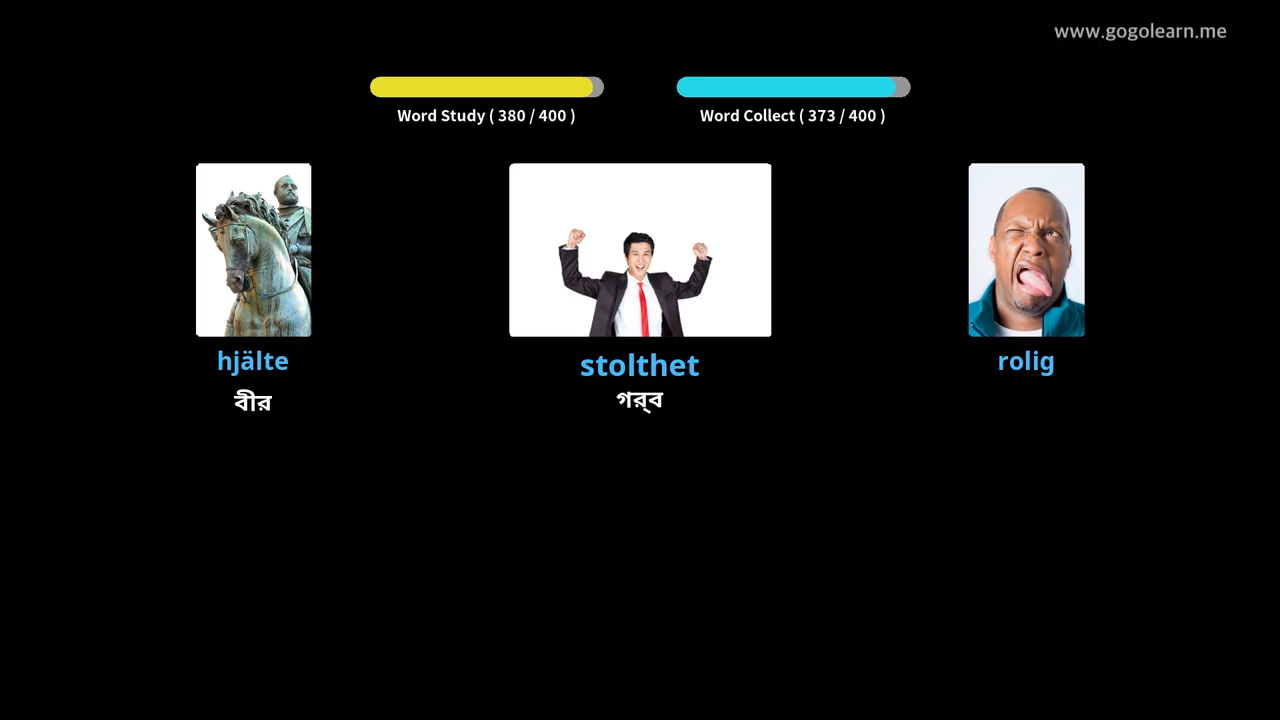 www.gogolearn.me
Word Study ( 380 / 400 )
Word Collect ( 373 / 400 )
hjälte
stolthet
rolig
বীর
গর্ব